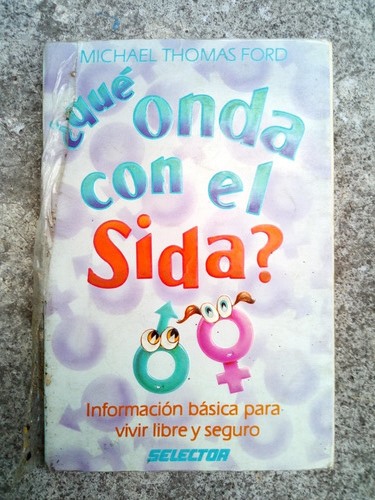 MICHAEL THOMAS FORD
¿qué onda
con el
Sida?
Información básica para
vivir libre y seguro
SELECTOR